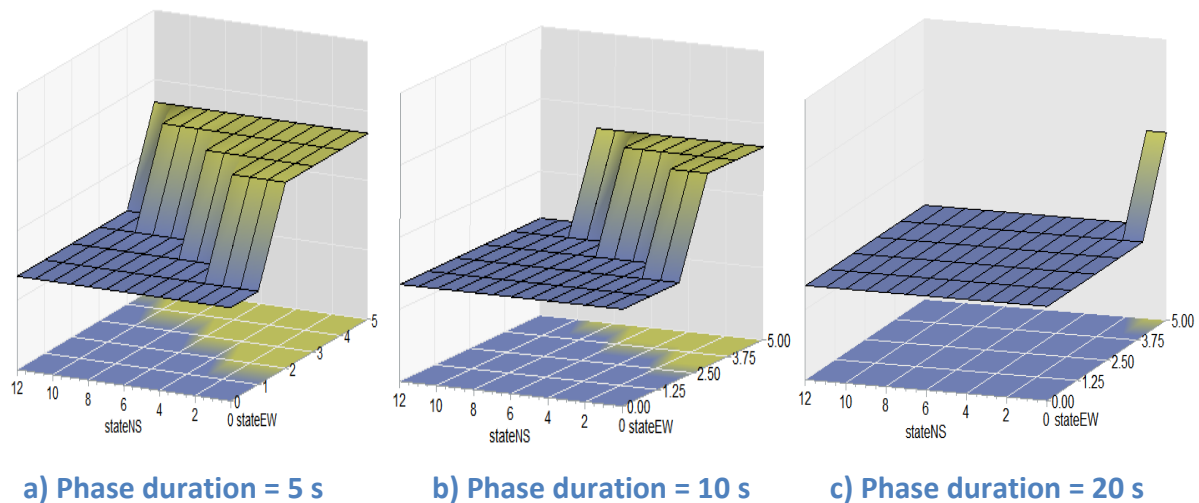 5
4
3
2
1
0
12 10 8 6 4 2 0 stateEW
stateNS
5.00
3.75
2.50
1.25
0.00
12 10 8 6 4 2 0 stateEW
stateNS
5.00
3.75
2.50
1.25
0.00
12 10 8 6 4 2 0 stateEW
stateNS
a) Phase duration = 5 s
b) Phase duration = 10 s
c) Phase duration = 20 s